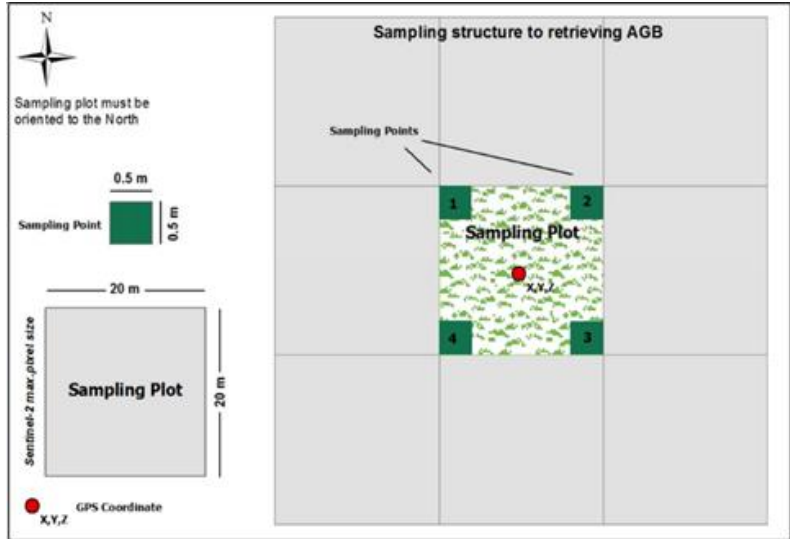 N
Sampling plot must be
oriented to the North
0.5 m
Sampling Point
0.5 m
20 m
Sentinel-2 max.pixel size
Sampling Plot
20 m
X,Y,Z
GPS Coordinate
Sampling structure to retrieving AGB
Sampling Points
1
2
Sampling Plot
X,Y,Z
4
3